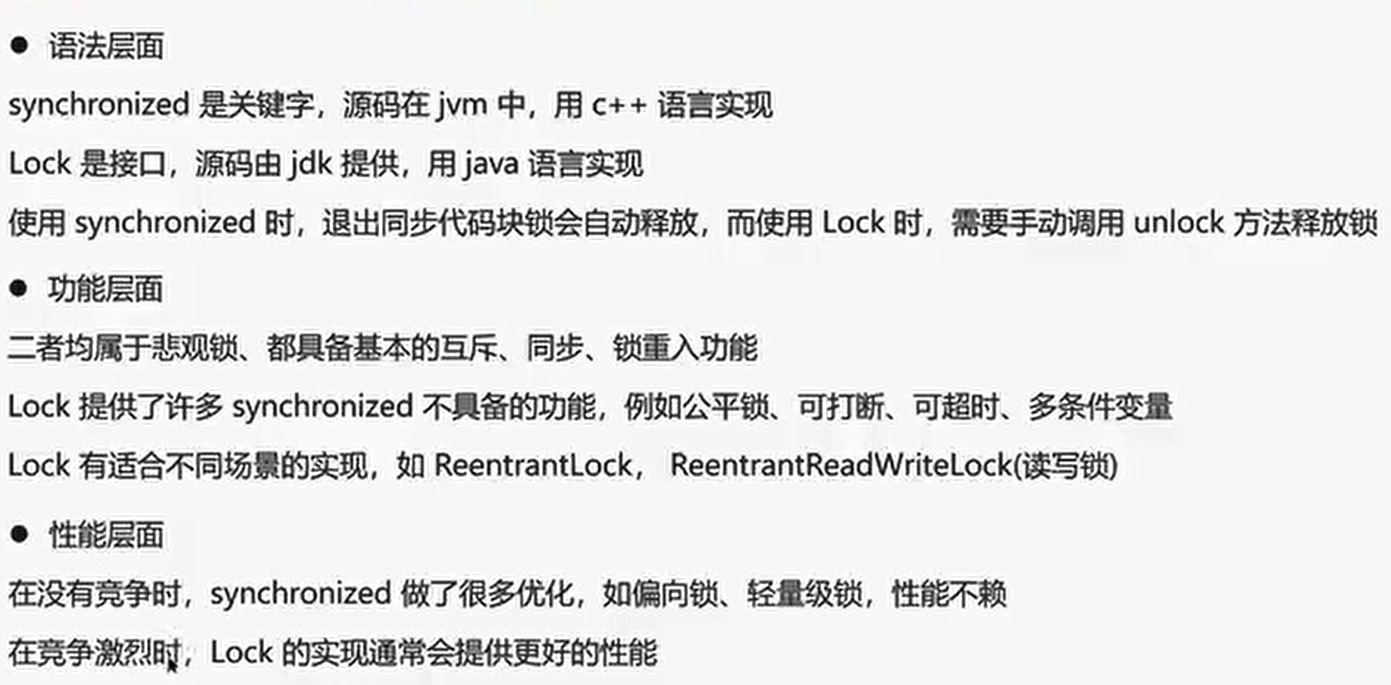 ● 语法层面
synchronized 是关键字，源码在 jvm 中，用 c++ 语言实现
Lock 是接口，源码由 jdk 提供，用 java 语言实现
使用 synchronized 时，退出同步代码块锁会自动释放，而使用 Lock 时，需要手动调用 unlock 方法释放锁
● 功能层面
二者均属于悲观锁、都具备基本的互斥、同步、锁重入功能
Lock 提供了许多 synchronized 不具备的功能，例如公平锁、可打断、可超时、多条件变量
Lock 有适合不同场景的实现，如 ReentrantLock， ReentrantReadWriteLock(读写锁)
● 性能层面
在没有竞争时，synchronized 做了很多优化，如偏向锁、轻量级锁，性能不赖
在竞争激烈时，Lock 的实现通常会提供更好的性能